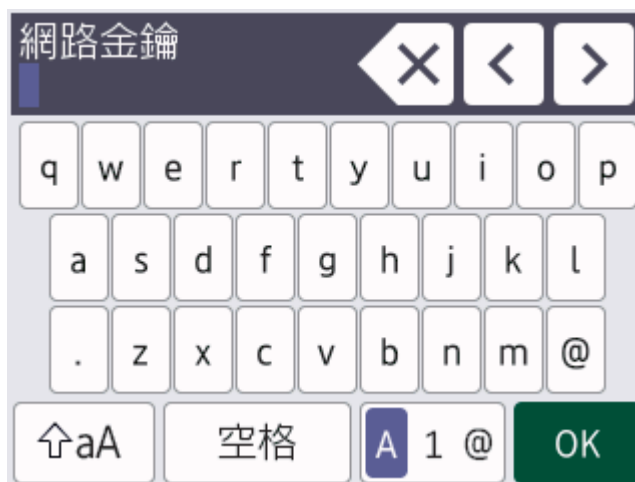 網路金鑰
q w e r t y u i o p
a s d f g h j k l
. z x c v b n m @
aA 空格 A 1 @ OK